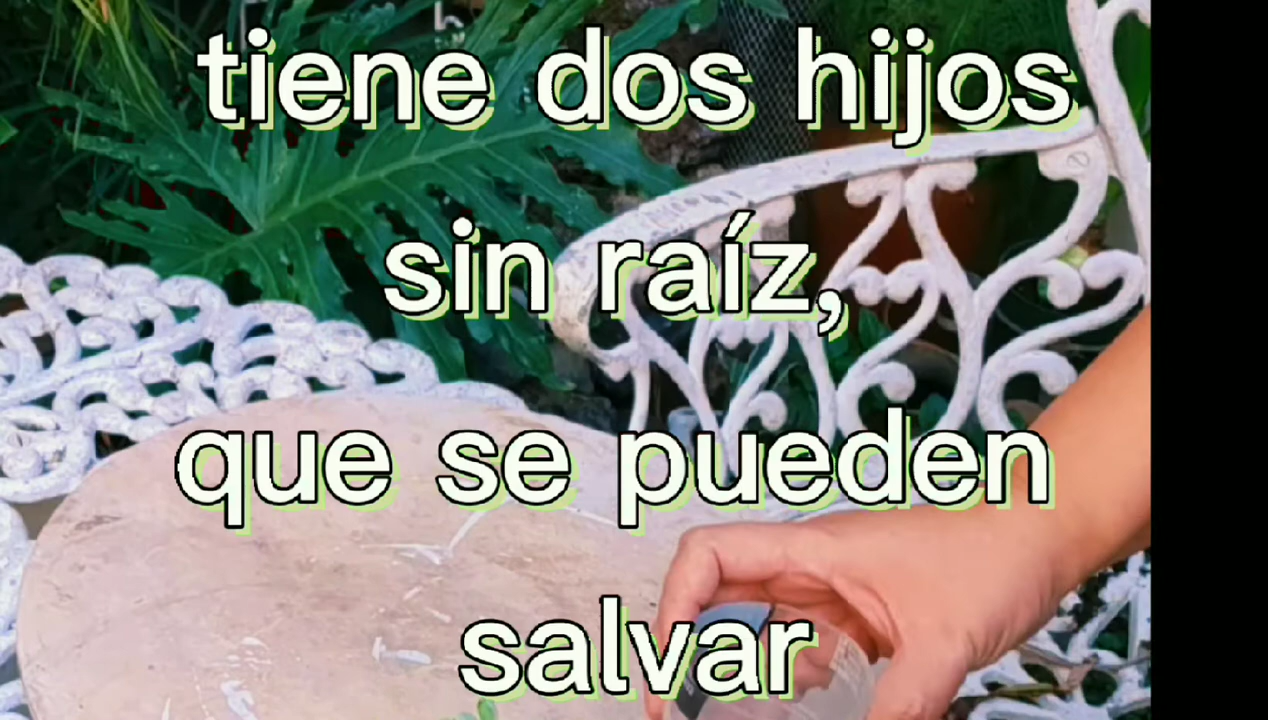 tiene dos hijos
sin raíz,
que se pueden
salvar